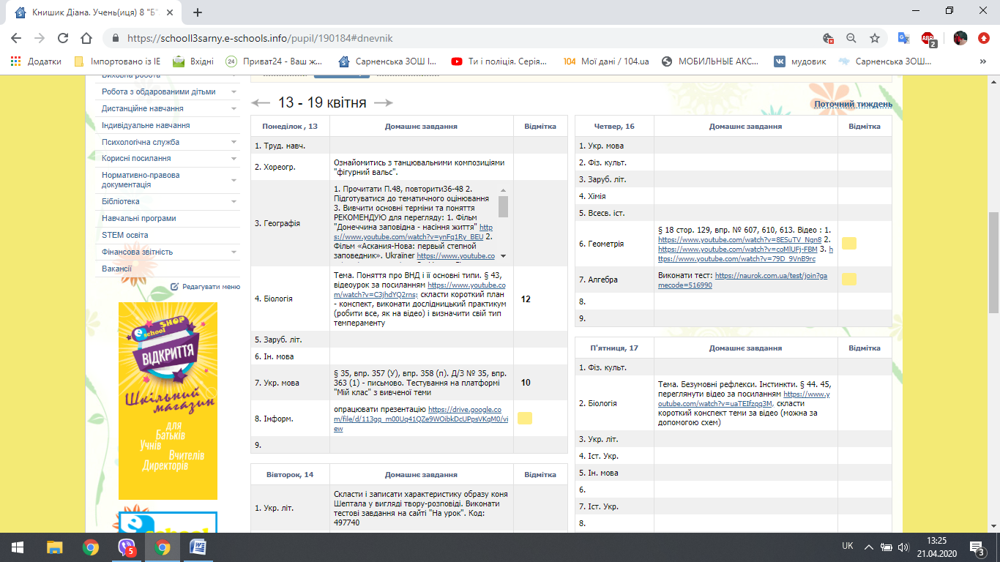 Книшик Діана. Учень(иця) 8 "Б"
https://schooll3sarny.e-schools.info/pupil/190184#dnevnik
2
Додатки
Імпортовано із IE
Вхідні
24 Приват24 - Ваш ж...
Сарненська ЗОШ І...
Ти і поліція. Серія...
104 Мої дані / 104.ua
МОБИЛЬНЫЕ АКС...
мудовик
Сарненська ЗОШ...
»
Виховна робота
Робота з обдарованими дітьми
Дистанційне навчання
Індивідуальне навчання
Психологічна служба
Корисні посилання
Нормативно-правова
документація
Бібліотека
Навчальні програми
STEM освіта
Фінансова звітність
Вакансії
Редагувати меню
e school SHOP
ВІДКРИТТЯ
Шкільний
магазин
для
Батьків
Учнів
Вчителів
Директорів
e
school
13 - 19 квітня
Поточний тиждень
Понеділок , 13
Домашнє завдання
Відмітка
1. Труд. навч.
2. Хореогр.
Ознайомитись з танцювальними композиціями
"фігурний вальс".
3. Географія
1. Прочитати П.48, повторити36-48 2.
Підготуватися до тематичного оцінювання
3. Вивчити основні терміни та поняття
РЕКОМЕНДУЮ для перегляду: 1. Фільм
"Донеччина заповідна - насіння життя" http
s://www.youtube.com/watch?v=ynFq1Ry_BEU 2.
Фільм «Аскания-Нова: первый степной
заповедник». Ukraїner https://www.youtube.co
4. Біологія
Тема. Поняття про ВНД і її основні типи. § 43,
відеоурок за посиланням https://www.youtube.co
m/watch?v=C3jhdYQ2rns; скласти короткий план
- конспект, виконати дослідницький практикум
(робити все, як на відео) і визначити свій тип
темпераменту
12
5. Заруб. літ.
6. Ін. мова
7. Укр. мова
§ 35, впр. 357 (У), впр. 358 (п). Д/З № 35, впр.
363 (1) - письмово. Тестування на платформі
"Мій клас" з вивченої теми
10
8. Інформ.
опрацювати презентацію https://drive.google.co
m/file/d/113gq_m00Uq41QZe9WOibkDcUPpsVKqM0/vi
ew
9.
Вівторок, 14
Домашнє завдання
Відмітка
1. Укр. літ.
Скласти і записати характеристику образу коня
Шептала у вигляді твору-розповіді. Виконати
тестові завдання на сайті "На урок". Код:
497740
Четвер, 16
Домашнє завдання
Відмітка
1. Укр. мова
2. Фіз. культ.
3. Заруб. літ.
4. Хімія
5. Всесв. іст.
6. Геометрія
§ 18 стор. 129, впр. № 607, 610, 613. Відео : 1.
https://www.youtube.com/watch?v=8ESuTV_Ngn8 2.
https://www.youtube.com/watch?v=coMlUFj-FBM 3. h
ttps://www.youtube.com/watch?v=79D_9VnB9rc
7. Алгебра
Виконати тест: https://naurok.com.ua/test/join?ga
mecode=516990
8.
9.
П'ятниця, 17
Домашнє завдання
Відмітка
1. Фіз. культ.
2. Біологія
Тема. Безумовні рефлекси. Інстинкти. § 44. 45,
переглянути відео за посиланням https://www.y
outube.com/watch?v=uaTEIfzqq3M, скласти
короткий конспект теми за відео (можна за
допомогою схем)
3. Укр. літ.
4. Іст. Укр.
5. Ін. мова
6.
7. Іст. Укр.
8.
5
UK
13:25
21.04.2020
3